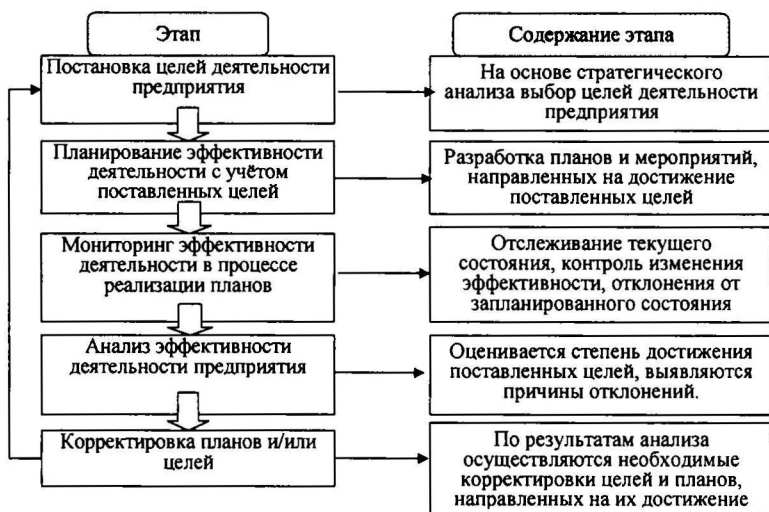 Этап
Содержание этапа
Постановка целей деятельности
предприятия
На основе стратегического
анализа выбор целей деятельности
предприятия
Планирование эффективности
деятельности с учётом
поставленных целей
Разработка планов и мероприятий,
направленных на достижение
поставленных целей
Мониторинг эффективности
деятельности в процессе
реализации планов
Отслеживание текущего
состояния, контроль изменения
эффективности, отклонения от
запланированного состояния
Анализ эффективности
деятельности предприятия
Оценивается степень достижения
поставленных целей, выявляются
причины отклонений.
Корректировка планов и/или
целей
По результатам анализа
осуществляются необходимые
корректировки целей и планов,
направленных на их достижение